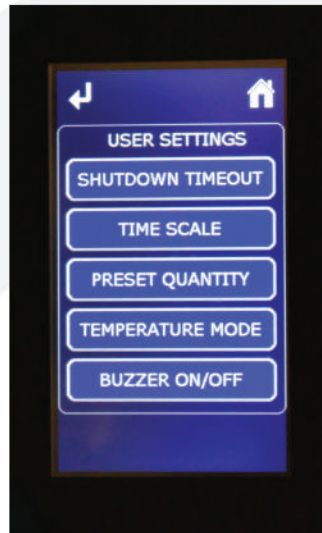 USER SETTINGS
SHUTDOWN TIMEOUT
TIME SCALE
PRESET QUANTITY
TEMPERATURE MODE
BUZZER ON/OFF